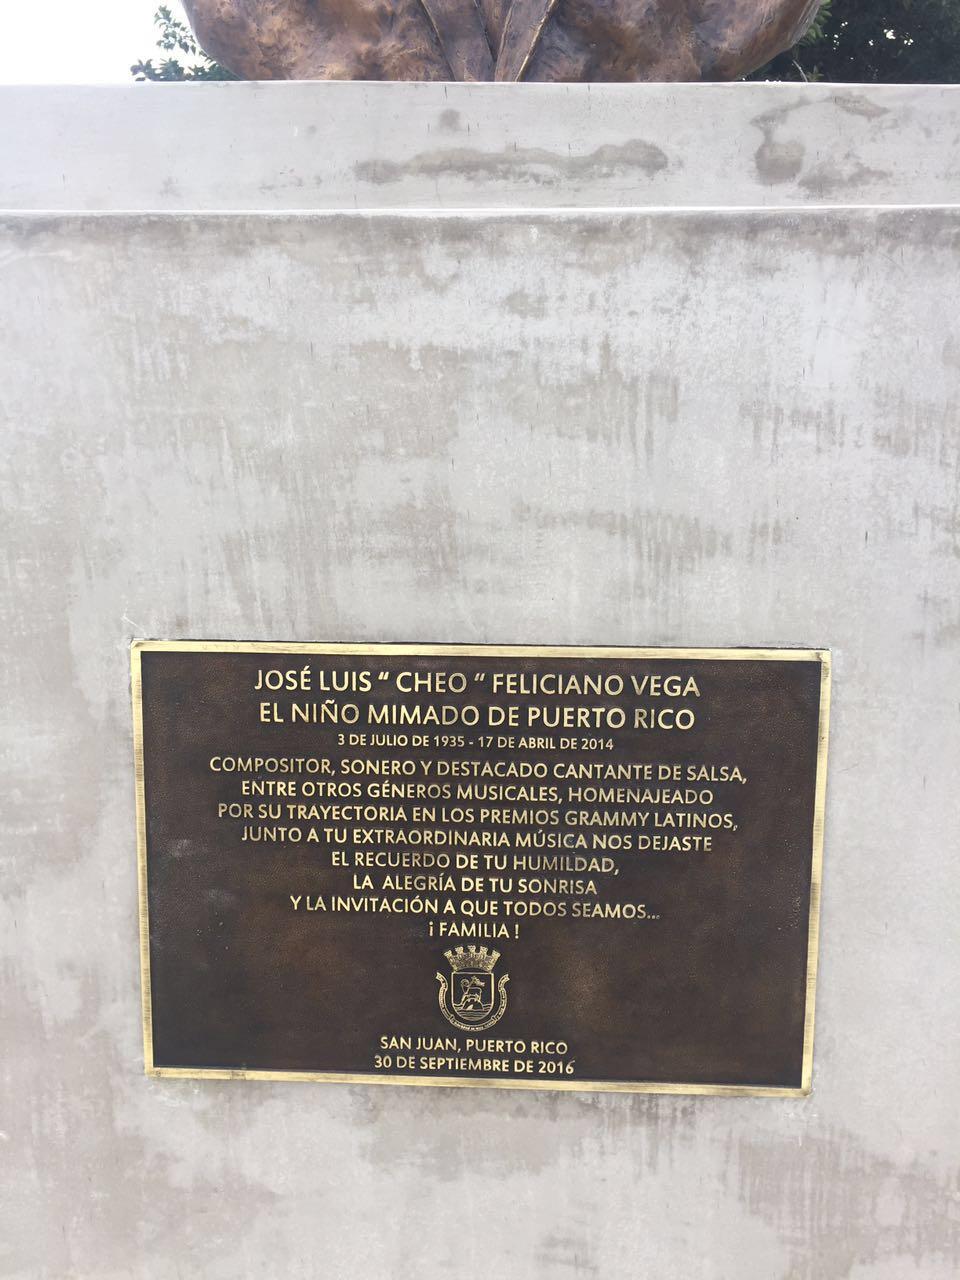 JOSÉ LUIS “ CHEO “ FELICIANO VEGA
EL NIÑO MIMADO DE PUERTO RICO
3 DE JULIO DE 1935 - 17 DE ABRIL DE 2014
COMPOSITOR, SONERO Y DESTACADO CANTANTE DE SALSA,
ENTRE OTROS GÉNEROS MUSICALES, HOMENAJEADO
POR SU TRAYECTORIA EN LOS PREMIOS GRAMMY LATINOS,
JUNTO A TU EXTRAORDINARIA MÚSICA NOS DEJASTE
EL RECUERDO DE TU HUMILDAD,
LA ALEGRÍA DE TU SONRISA
Y LA INVITACIÓN A QUE TODOS SEAMOS...
¡ FAMILIA !
SAN JUAN, PUERTO RICO
30 DE SEPTIEMBRE DE 2016